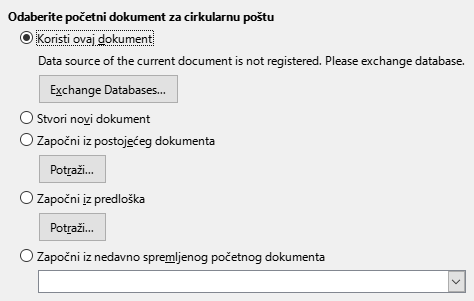 Odaberite početni dokument za cirkularnu poštu
Koristi ovaj dokument
Data source of the current document is not registered. Please exchange database.
Exchange Databases...
Stvori novi dokument
Započni iz postojećeg dokumenta
Potraži...
Započni iz predloška
Potraži...
Započni iz nedavno spremljenog početnog dokumenta